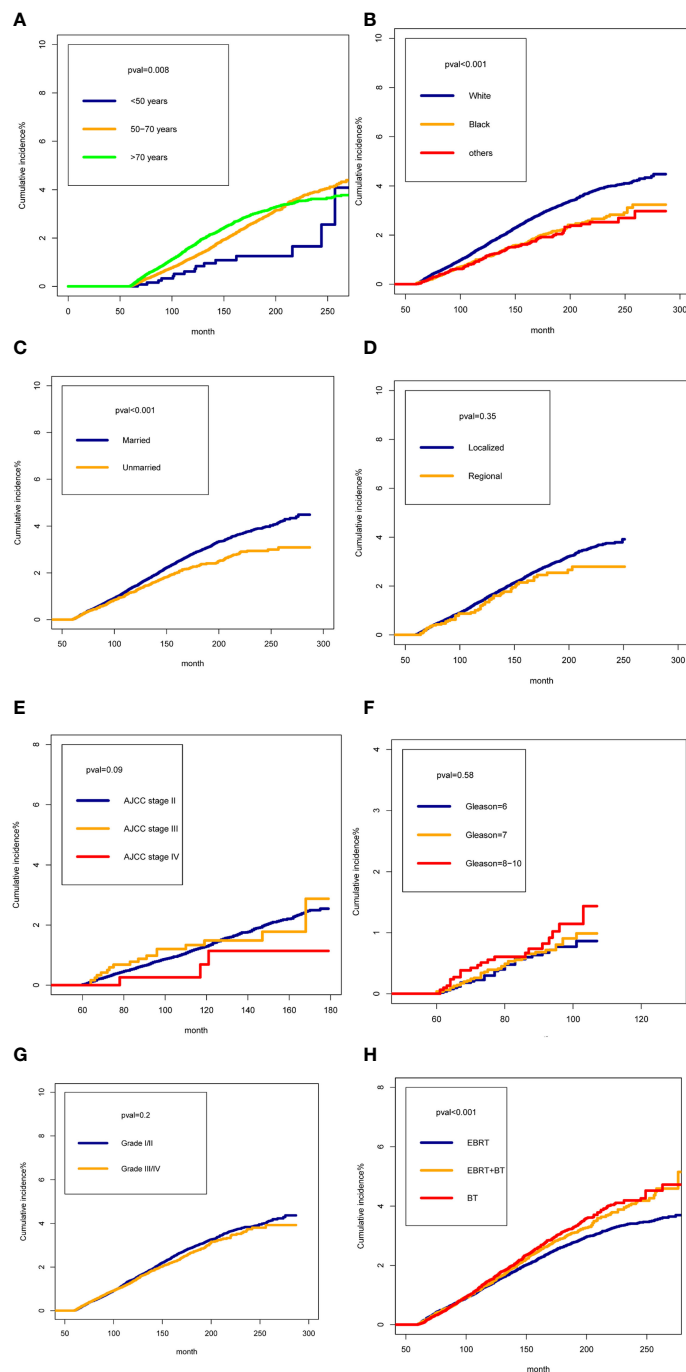 A
pval=0.008
<50 years
50−70 years
>70 years
Cumulative incidence%
0 2 4 6 8 10
0 50 100 150 200 250
month
B
pval<0.001
White
Black
others
Cumulative incidence%
0 2 4 6 8 10
50 100 150 200 250 300
month
C
pval<0.001
Married
Unmarried
Cumulative incidence%
0 2 4 6 8 10
50 100 150 200 250 300
month
D
pval=0.35
Localized
Regional
Cumulative incidence%
0 2 4 6 8 10
50 100 150 200 250 300
month
E
pval=0.09
AJCC stage II
AJCC stage III
AJCC stage IV
Cumulative incidence%
0 2 4 6 8
60 80 100 120 140 160 180
month
F
pval=0.58
Gleason=6
Gleason=7
Gleason=8−10
Cumulative incidence%
0 1 2 3 4
60 80 100 120
G
pval=0.2
Grade I/II
Grade III/IV
Cumulative incidence%
0 2 4 6 8 10
50 100 150 200 250 300
month
H
pval<0.001
EBRT
EBRT+BT
BT
Cumulative incidence%
0 2 4 6 8
50 100 150 200 250
month